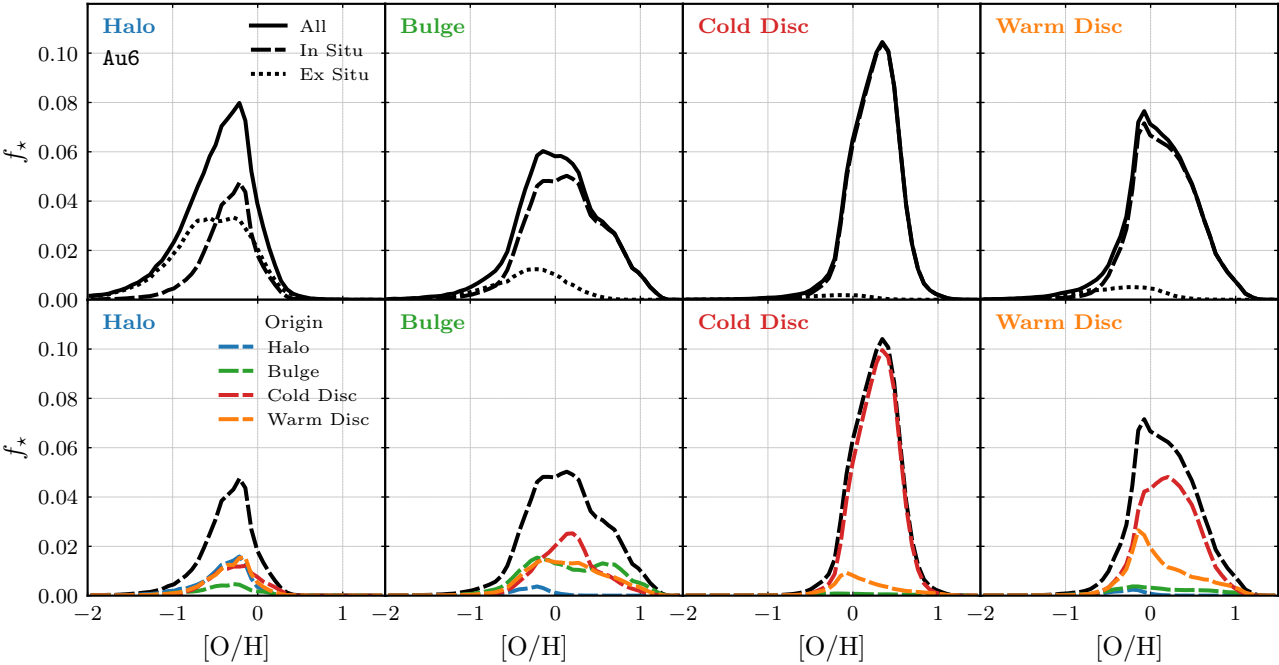 Halo
Au6
All
In Situ
Ex Situ
Bulge
Cold Disc
Warm Disc
f⋆
0.10
0.08
0.06
0.04
0.02
0.00
Halo
Origin
Halo
Bulge
Cold Disc
Warm Disc
Bulge
Cold Disc
Warm Disc
f⋆
0.10
0.08
0.06
0.04
0.02
0.00
−2 −1 0 1 −2 −1 0 1 −2 −1 0 1 −2 −1 0 1
[O/H] [O/H] [O/H] [O/H]